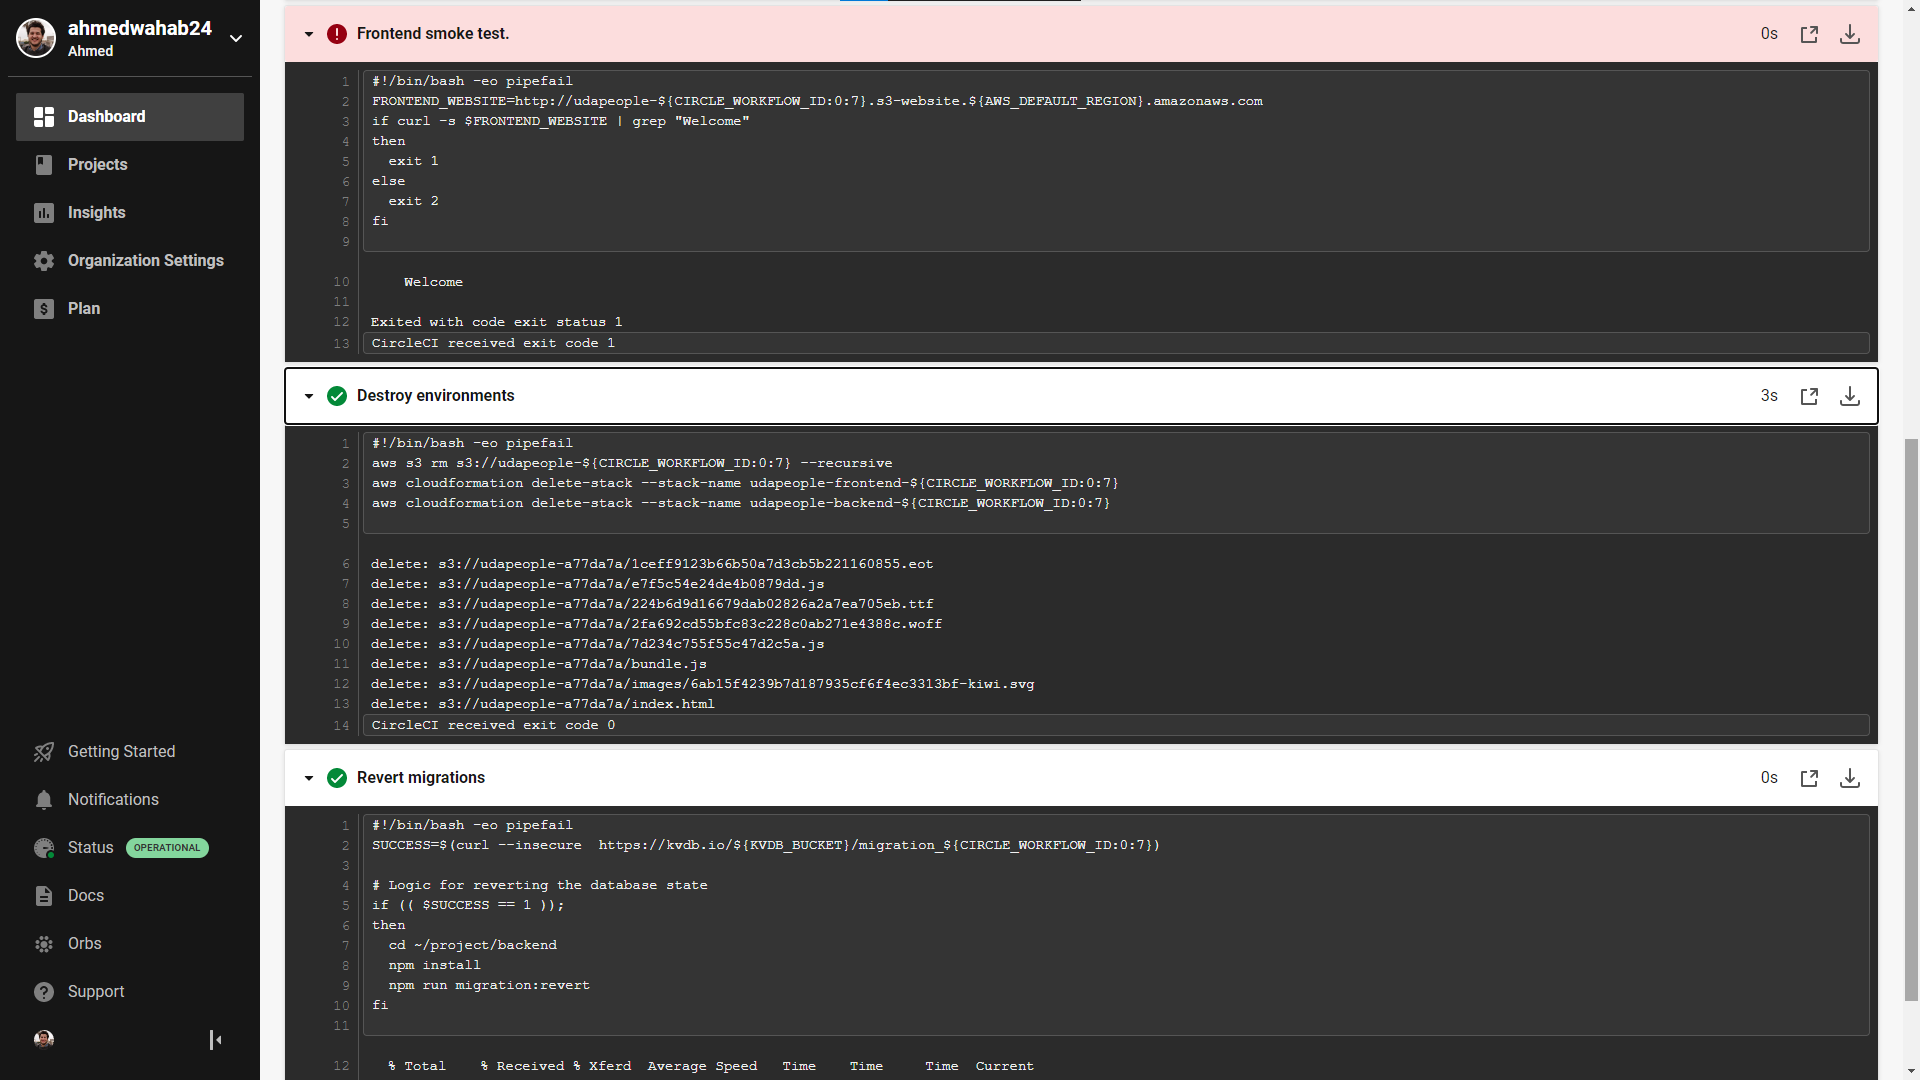 ahmedwahab24
Ahmed
Dashboard
Projects
Insights
Organization Settings
Plan
Getting Started
Notifications
Status OPERATIONAL
Docs
Orbs
Support
Frontend smoke test. 0s
1 #!/bin/bash -eo pipefail
2 FRONTEND_WEBSITE=http://udapeople-${CIRCLE_WORKFLOW_ID:0:7}.s3-website.${AWS_DEFAULT_REGION}.amazonaws.com
3 if curl -s $FRONTEND_WEBSITE | grep "Welcome"
4 then
5 exit 1
6 else
7 exit 2
8 fi
9
10 Welcome
11
12 Exited with code exit status 1
13 CircleCI received exit code 1
Destroy environments 3s
1 #!/bin/bash -eo pipefail
2 aws s3 rm s3://udapeople-${CIRCLE_WORKFLOW_ID:0:7} --recursive
3 aws cloudformation delete-stack --stack-name udapeople-frontend-${CIRCLE_WORKFLOW_ID:0:7}
4 aws cloudformation delete-stack --stack-name udapeople-backend-${CIRCLE_WORKFLOW_ID:0:7}
5
6 delete: s3://udapeople-a77da7a/1ceff9123b66b50a7d3cb5b221160855.eot
7 delete: s3://udapeople-a77da7a/e7f5c54e24de4b0879dd.js
8 delete: s3://udapeople-a77da7a/224b6d9d16679dab02826a2a7ea705eb.ttf
9 delete: s3://udapeople-a77da7a/2fa692cd55bfc83c228c0ab271e4388c.woff
10 delete: s3://udapeople-a77da7a/7d234c755f55c47d2c5a.js
11 delete: s3://udapeople-a77da7a/bundle.js
12 delete: s3://udapeople-a77da7a/images/6ab15f4239b7d187935cf6f4ec3313bf-kiwi.svg
13 delete: s3://udapeople-a77da7a/index.html
14 CircleCI received exit code 0
Revert migrations 0s
1 #!/bin/bash -eo pipefail
2 SUCCESS=$(curl --insecure  https://kvdb.io/${KVDB_BUCKET}/migration_${CIRCLE_WORKFLOW_ID:0:7})
3
4 # Logic for reverting the database state
5 if (( $SUCCESS == 1 ));
6 then
7 cd ~/project/backend
8 npm install
9 npm run migration:revert
10 fi
11
12 % Total % Received % Xferd Average Speed Time Time Time Current